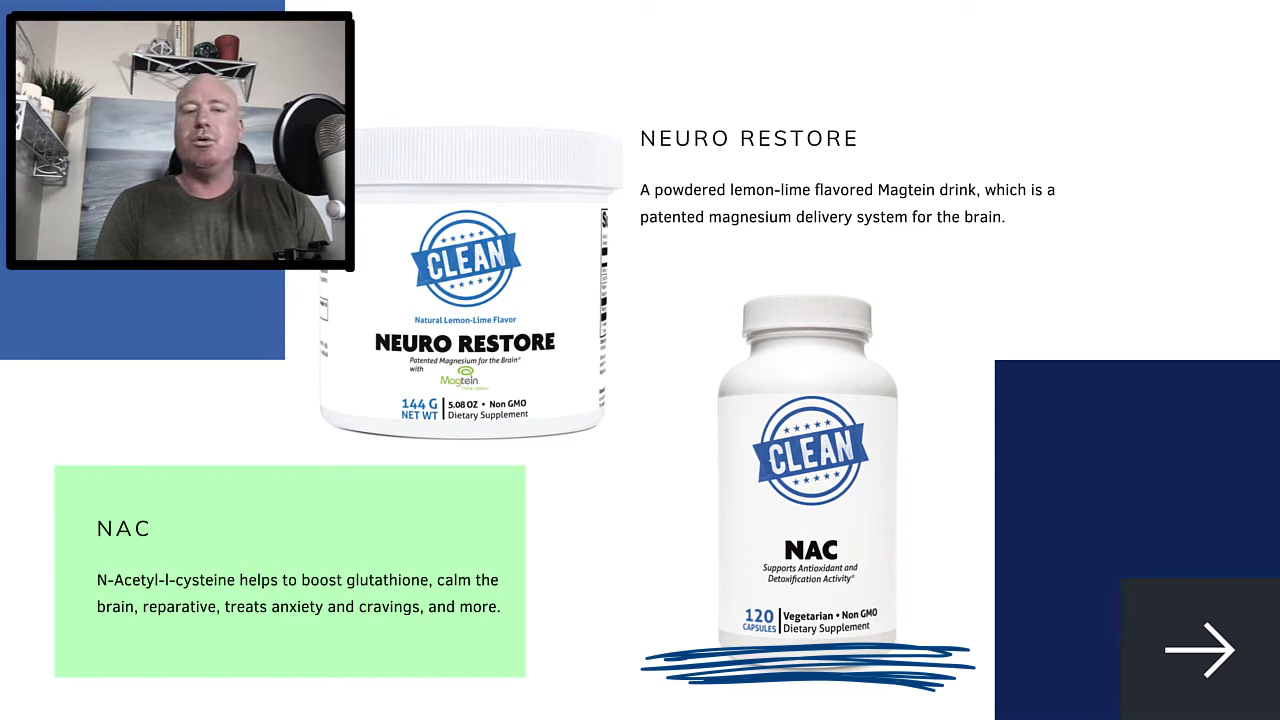 NEURO RESTORE
A powdered lemon-lime flavored Magtein drink, which is a
patented magnesium delivery system for the brain.
CLEAN
Natural Lemon-Lime Flavor
NEURO RESTORE
Patented Magnesium for the Brain®
with
Magtein
144 G
NET WT
5.08 OZ • Non GMO
Dietary Supplement
NAC
N-Acetyl-l-cysteine helps to boost glutathione, calm the
brain, reparative, treats anxiety and cravings, and more.
CLEAN
NAC
Supports Antioxidant and
Detoxification Activity®
120
CAPSULES
Vegetarian • Non GMO
Dietary Supplement